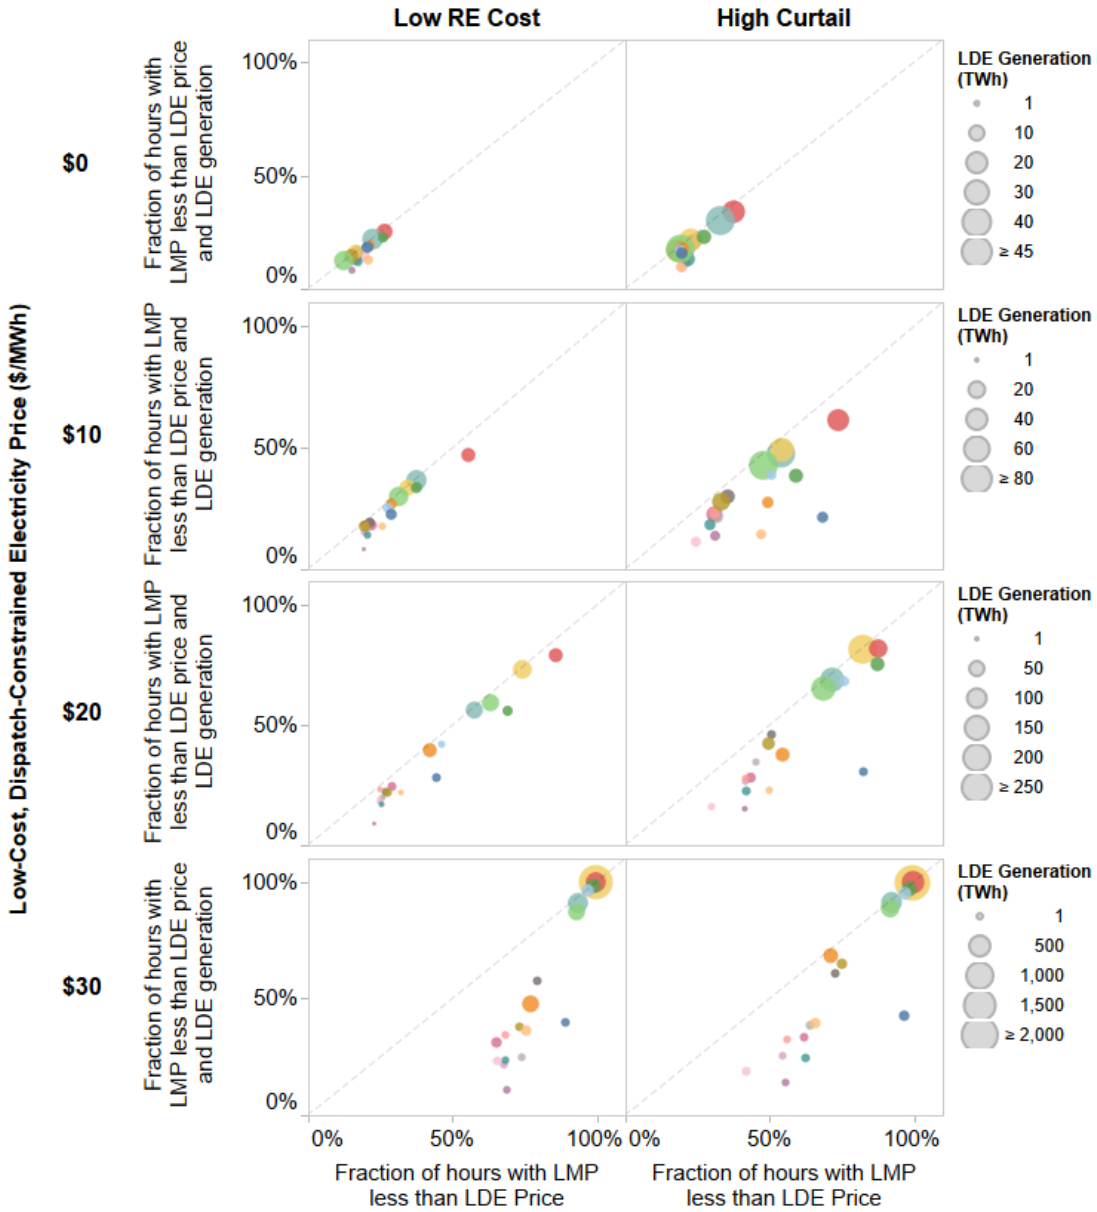 Low RE Cost
High Curtail
Low-Cost, Dispatch-Constrained Electricity Price ($/MWh)
$0
Fraction of hours with
LMP less than LDE price
and LDE generation
100%
50%
0%
LDE Generation
(TWh)
1
10
20
30
40
≥ 45
$10
Fraction of hours with LMP
less than LDE price and
LDE generation
100%
50%
0%
LDE Generation
(TWh)
1
20
40
60
≥ 80
$20
Fraction of hours with LMP
less than LDE price and
LDE generation
100%
50%
0%
LDE Generation
(TWh)
1
50
100
150
200
≥ 250
$30
Fraction of hours with
LMP less than LDE price
and LDE generation
100%
50%
0%
LDE Generation
(TWh)
1
500
1,000
1,500
≥ 2,000
0% 50% 100%
0% 50% 100%
Fraction of hours with LMP
less than LDE Price
Fraction of hours with LMP
less than LDE Price